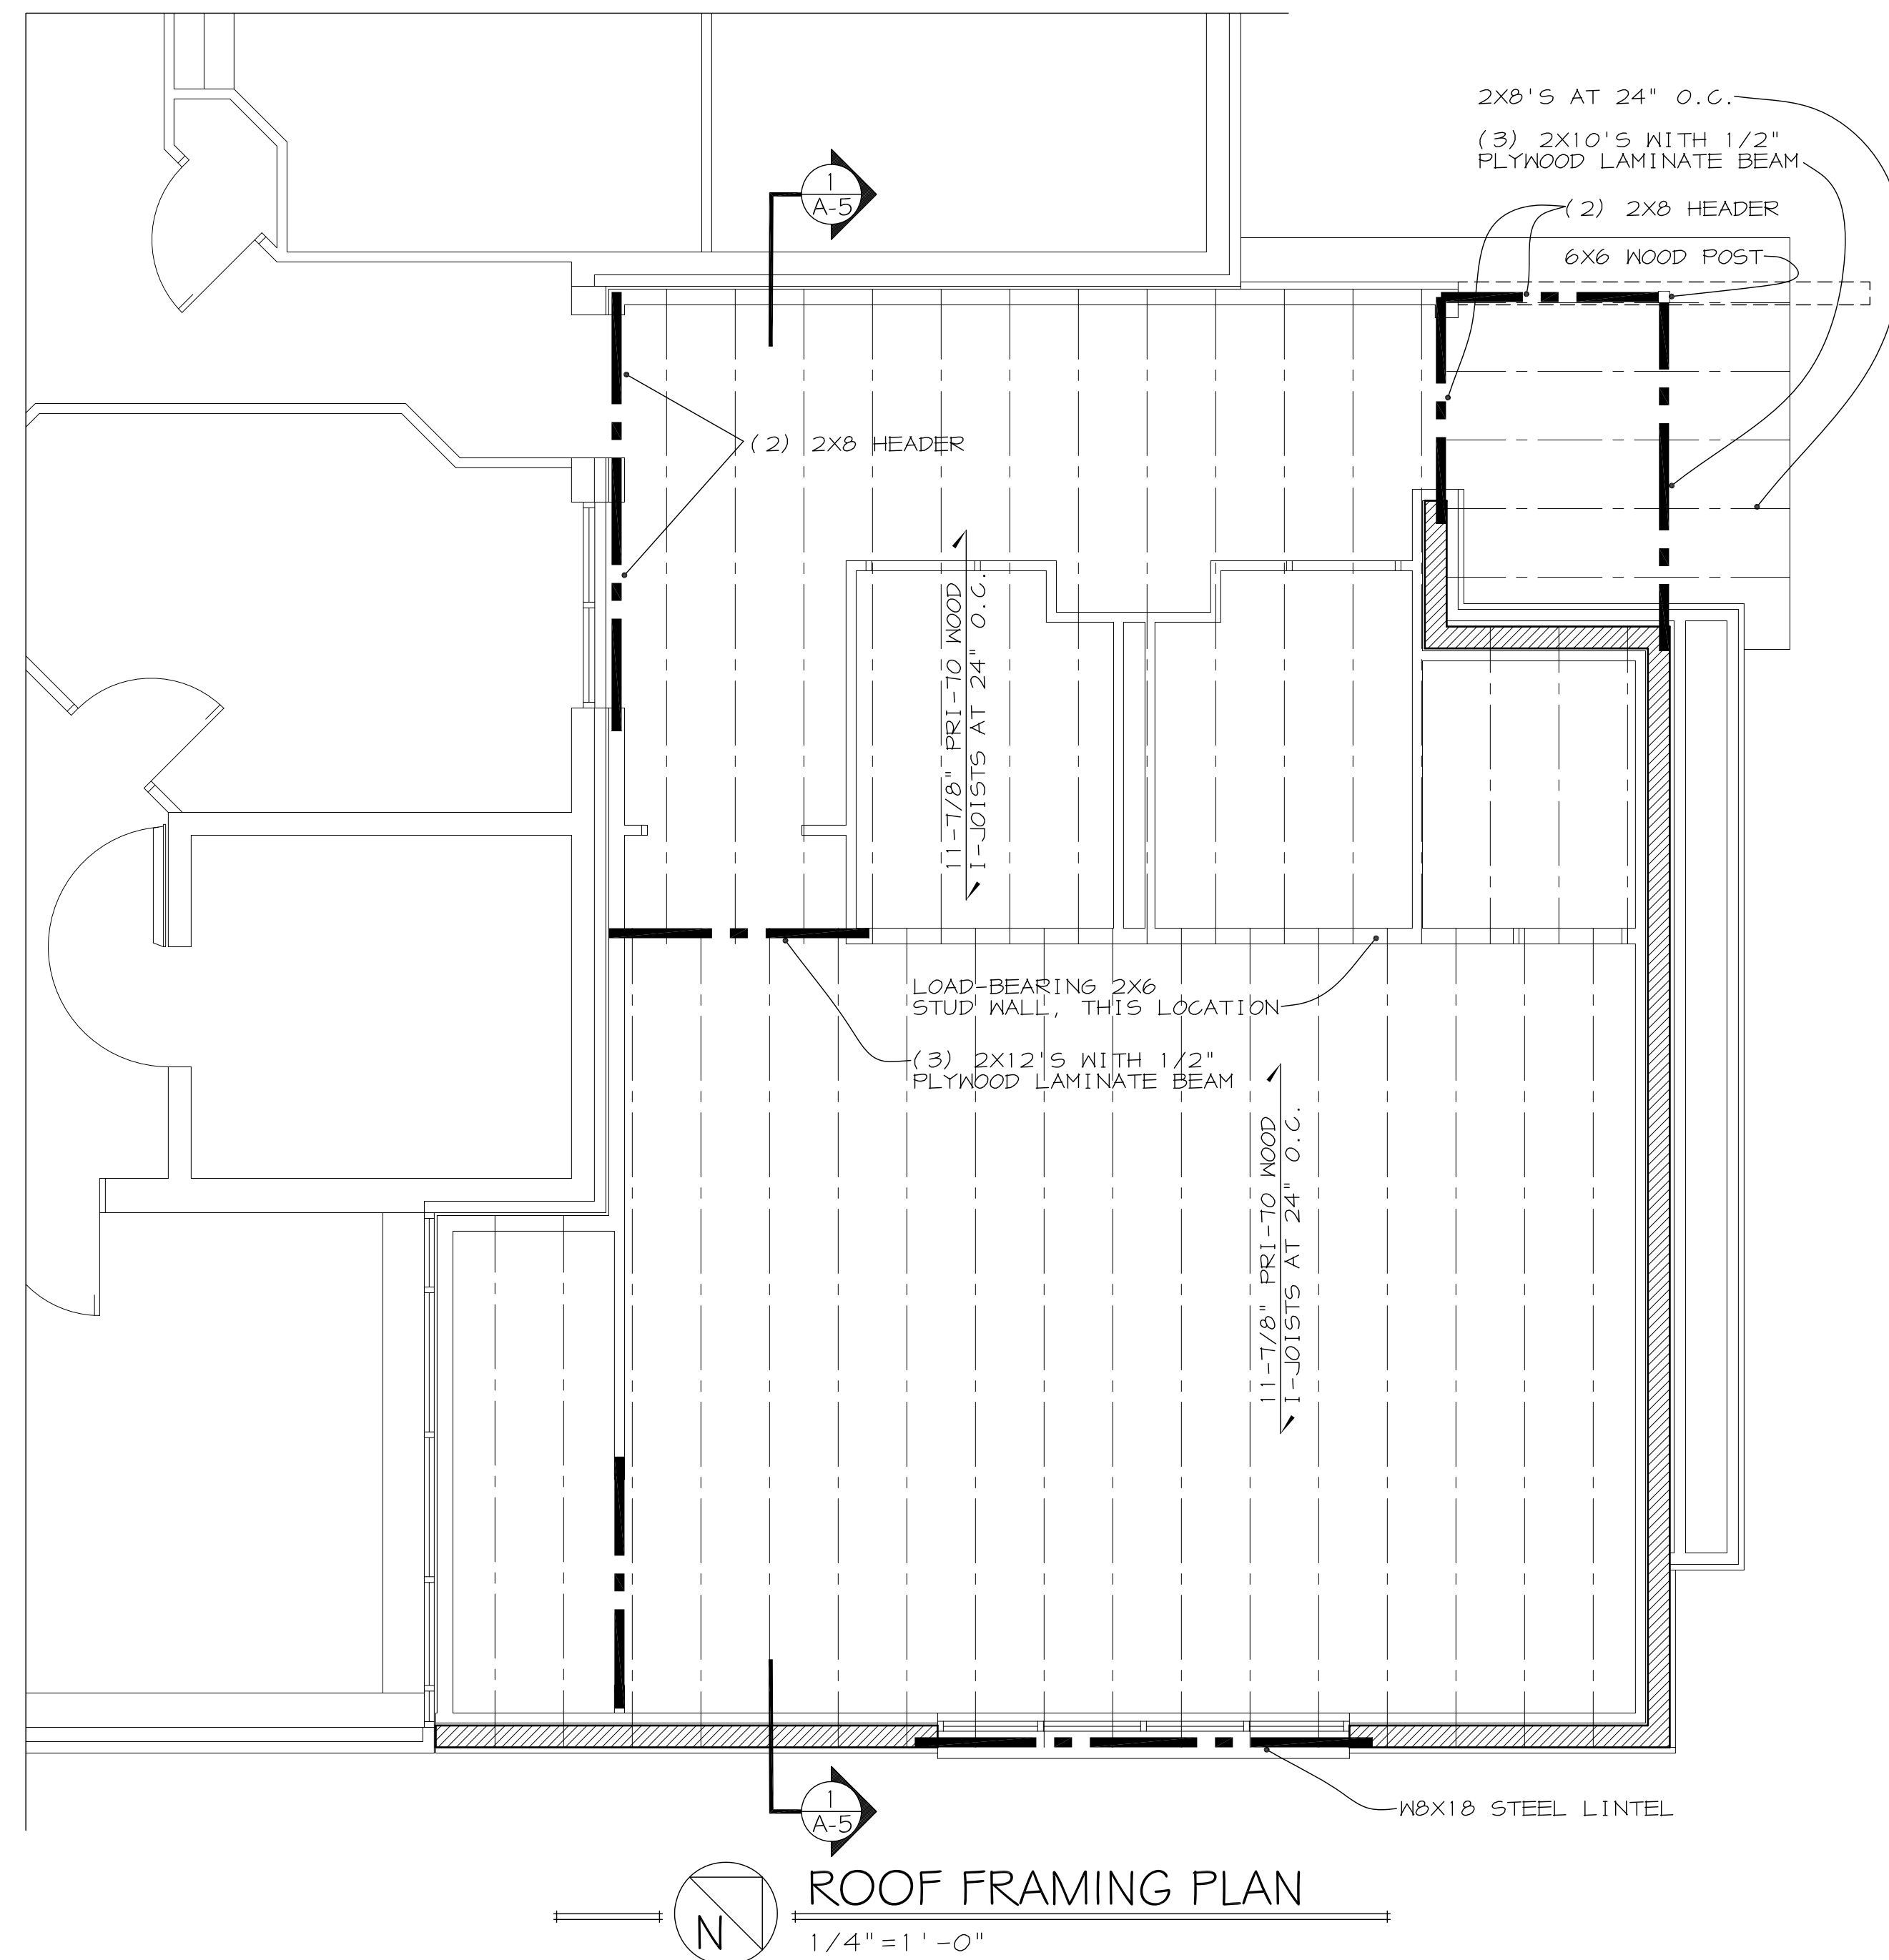 2X8'S AT 24" O.C.
(3) 2X10'S WITH 1/2"
PLYWOOD LAMINATE BEAM
(2) 2X8 HEADER
6X6 WOOD POST
1
A-5
(2) 2X8 HEADER
11-7/8" PRI-70 WOOD
I-JOISTS AT 24" O.C.
LOAD-BEARING 2X6
STUD WALL, THIS LOCATION
(3) 2X12'S WITH 1/2"
PLYWOOD LAMINATE BEAM
11-7/8" PRI-70 WOOD
I-JOISTS AT 24" O.C.
W8X18 STEEL LINTEL
1
A-5
N
ROOF FRAMING PLAN
1/4"=1'-0"